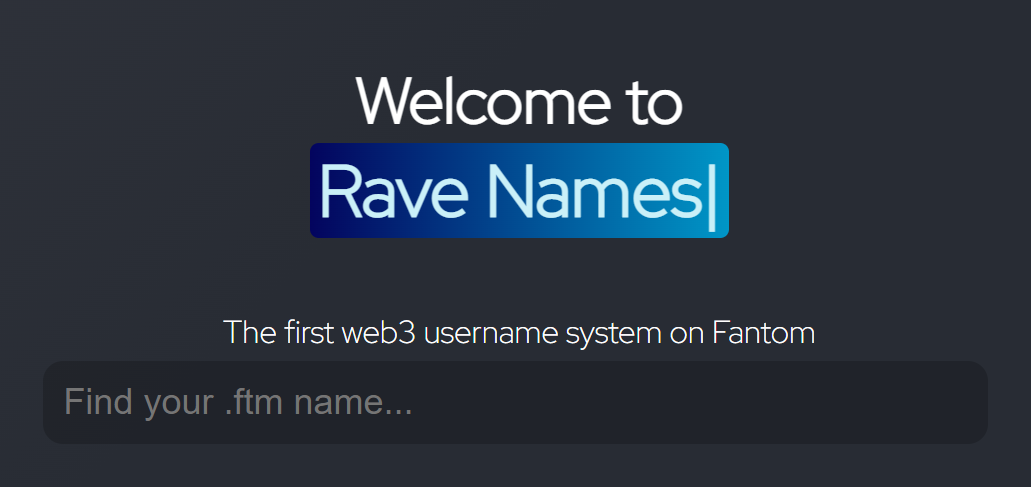 Welcome to
Rave Names|
The first web3 username system on Fantom
Find your .ftm name...